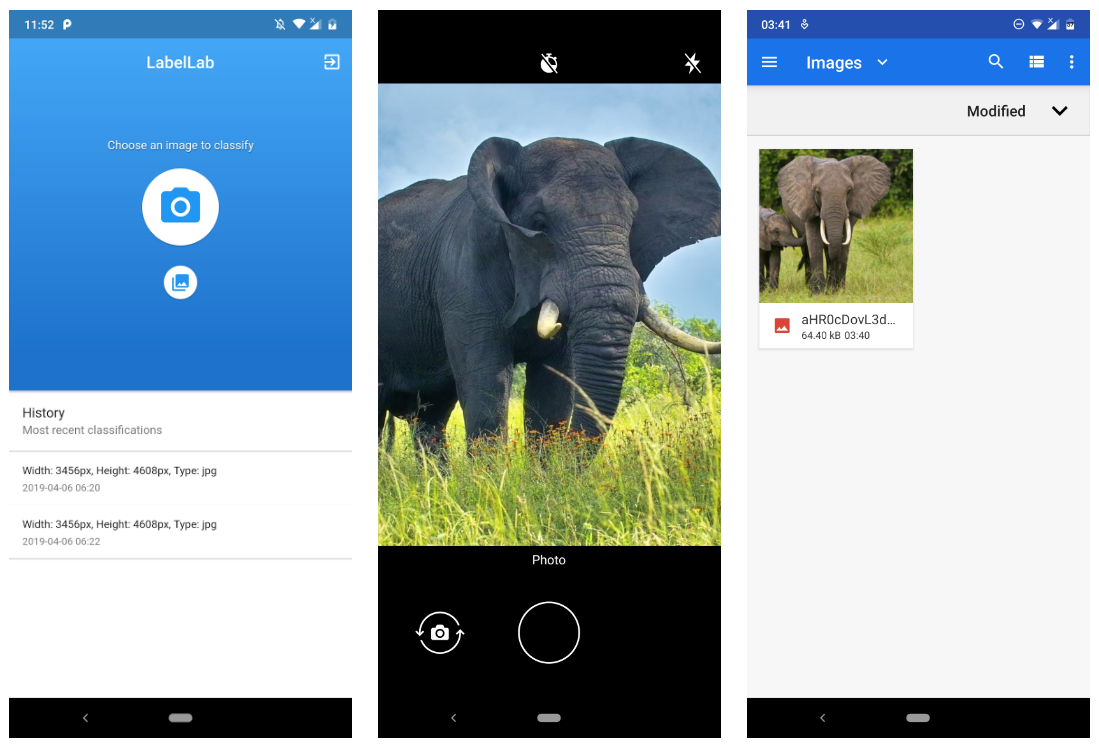 11:52
LabelLab
Choose an image to classify
History
Most recent classifications
Width: 3456px, Height: 4608px, Type: jpg
2019-04-06 06:20
Width: 3456px, Height: 4608px, Type: jpg
2019-04-06 06:22
Photo
03:41
Images
Modified
aHR0cDovL3d...
64.40 kB 03:40